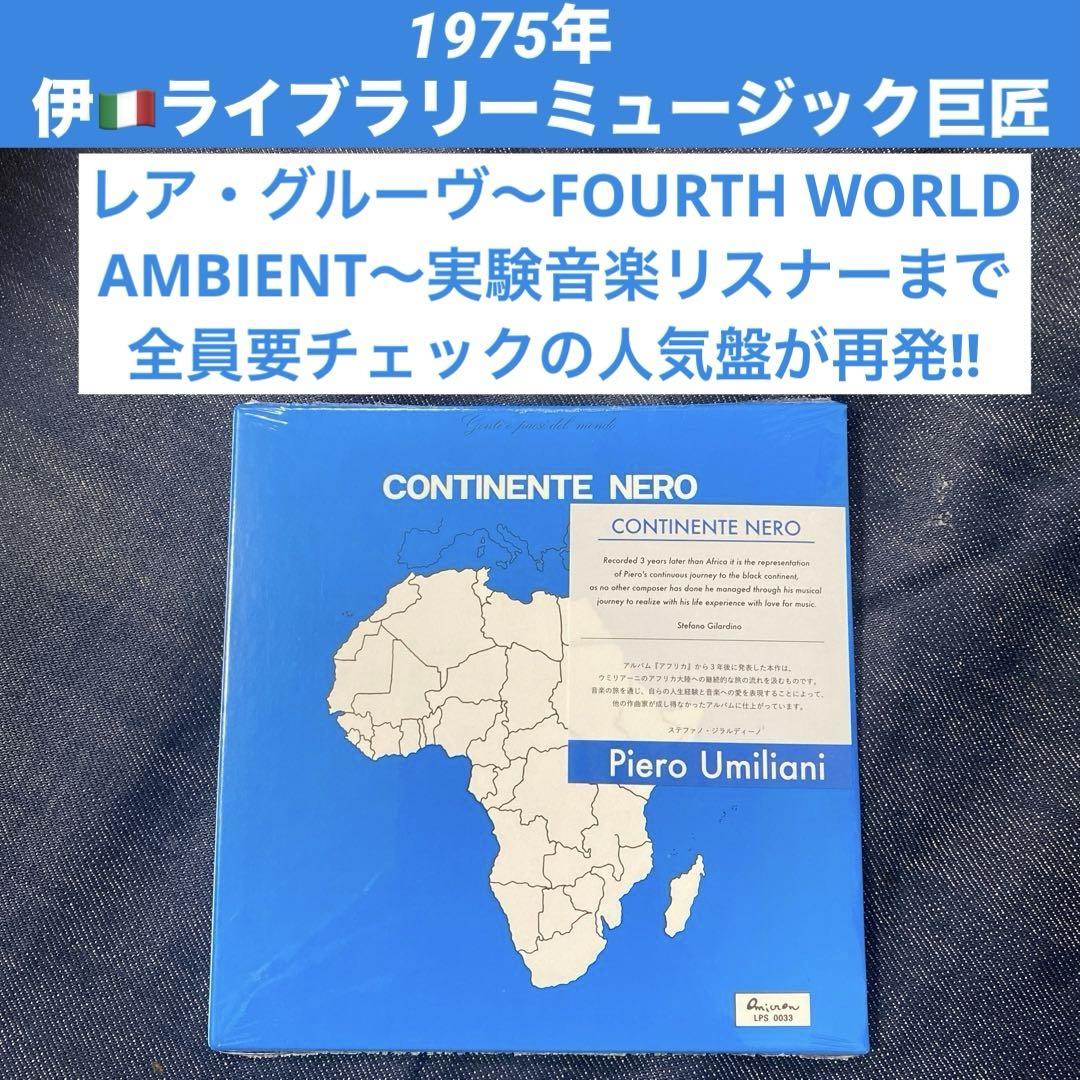 1975年
伊🇮🇹ライブラリーミュージック巨匠
レア・グルーヴ～FOURTH WORLD
AMBIENT～実験音楽リスナーまで
全員要チェックの人気盤が再発‼
Gente e paesi del mondo
CONTINENTE NERO
CONTINENTE NERO
Recorded 3 years later than Africa it is the representation
of Piero's continuous journey to the black continent,
as no other composer has done he managed through his musical
journey to realize with his life experience with love for music.
Stefano Gilardino
アルバム『アフリカ』から3年後に発表した本作は、
ウミリアーニのアフリカ大陸への継続的な旅の流れを汲むものです。
音楽の旅を通じ、自らの人生経験と音楽への愛を表現することによって、
他の作曲家が成し得なかったアルバムに仕上がっています。
ステファノ・ジラルディーノ
Piero Umiliani
Omicron
LPS 0033